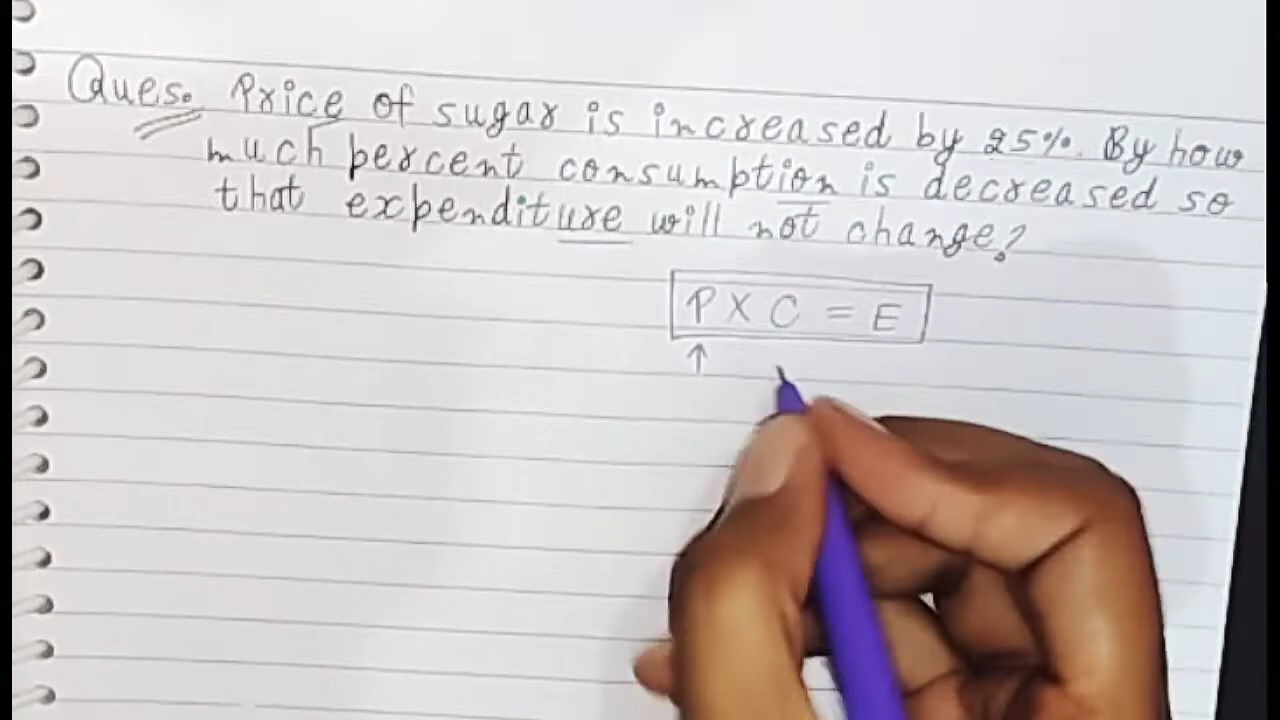 Ques. Price of sugar is increased by 25%. By how
much percent consumption is decreased so
that expenditure will not change?
P X C = E
↑